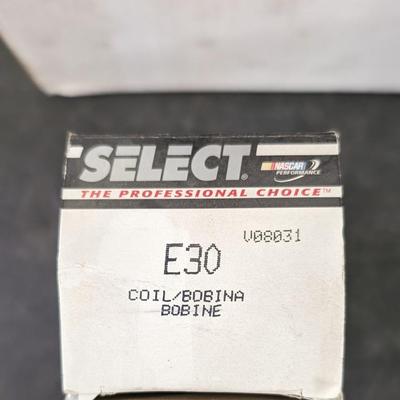 SELECT®
NASCAR
PERFORMANCE
THE PROFESSIONAL CHOICE™
V08031
E30
COIL/BOBINA
BOBINE